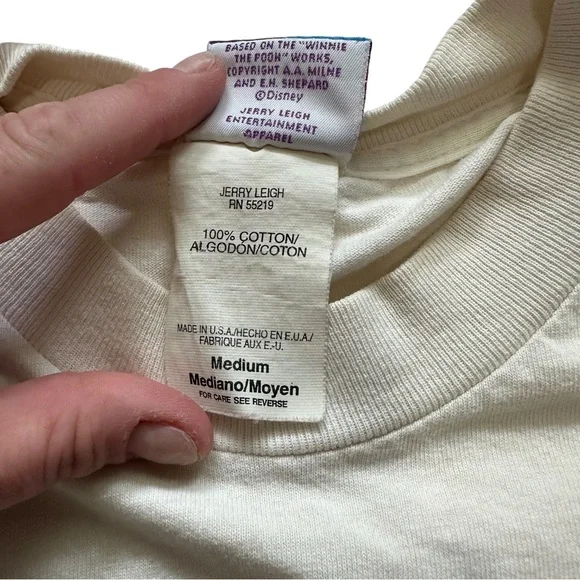 BASED ON THE "WINNIE
THE POOH" WORKS,
COPYRIGHT A.A. MILNE
AND E.H. SHEPARD
©Disney
JERRY LEIGH
ENTERTAINMENT
APPAREL
JERRY LEIGH
RN 55219
100% COTTON/
ALGODÓN/COTON
MADE IN U.S.A./HECHO EN E.U.A./
FABRIQUE AUX E.-U.
Medium
Mediano/Moyen
FOR CARE SEE REVERSE